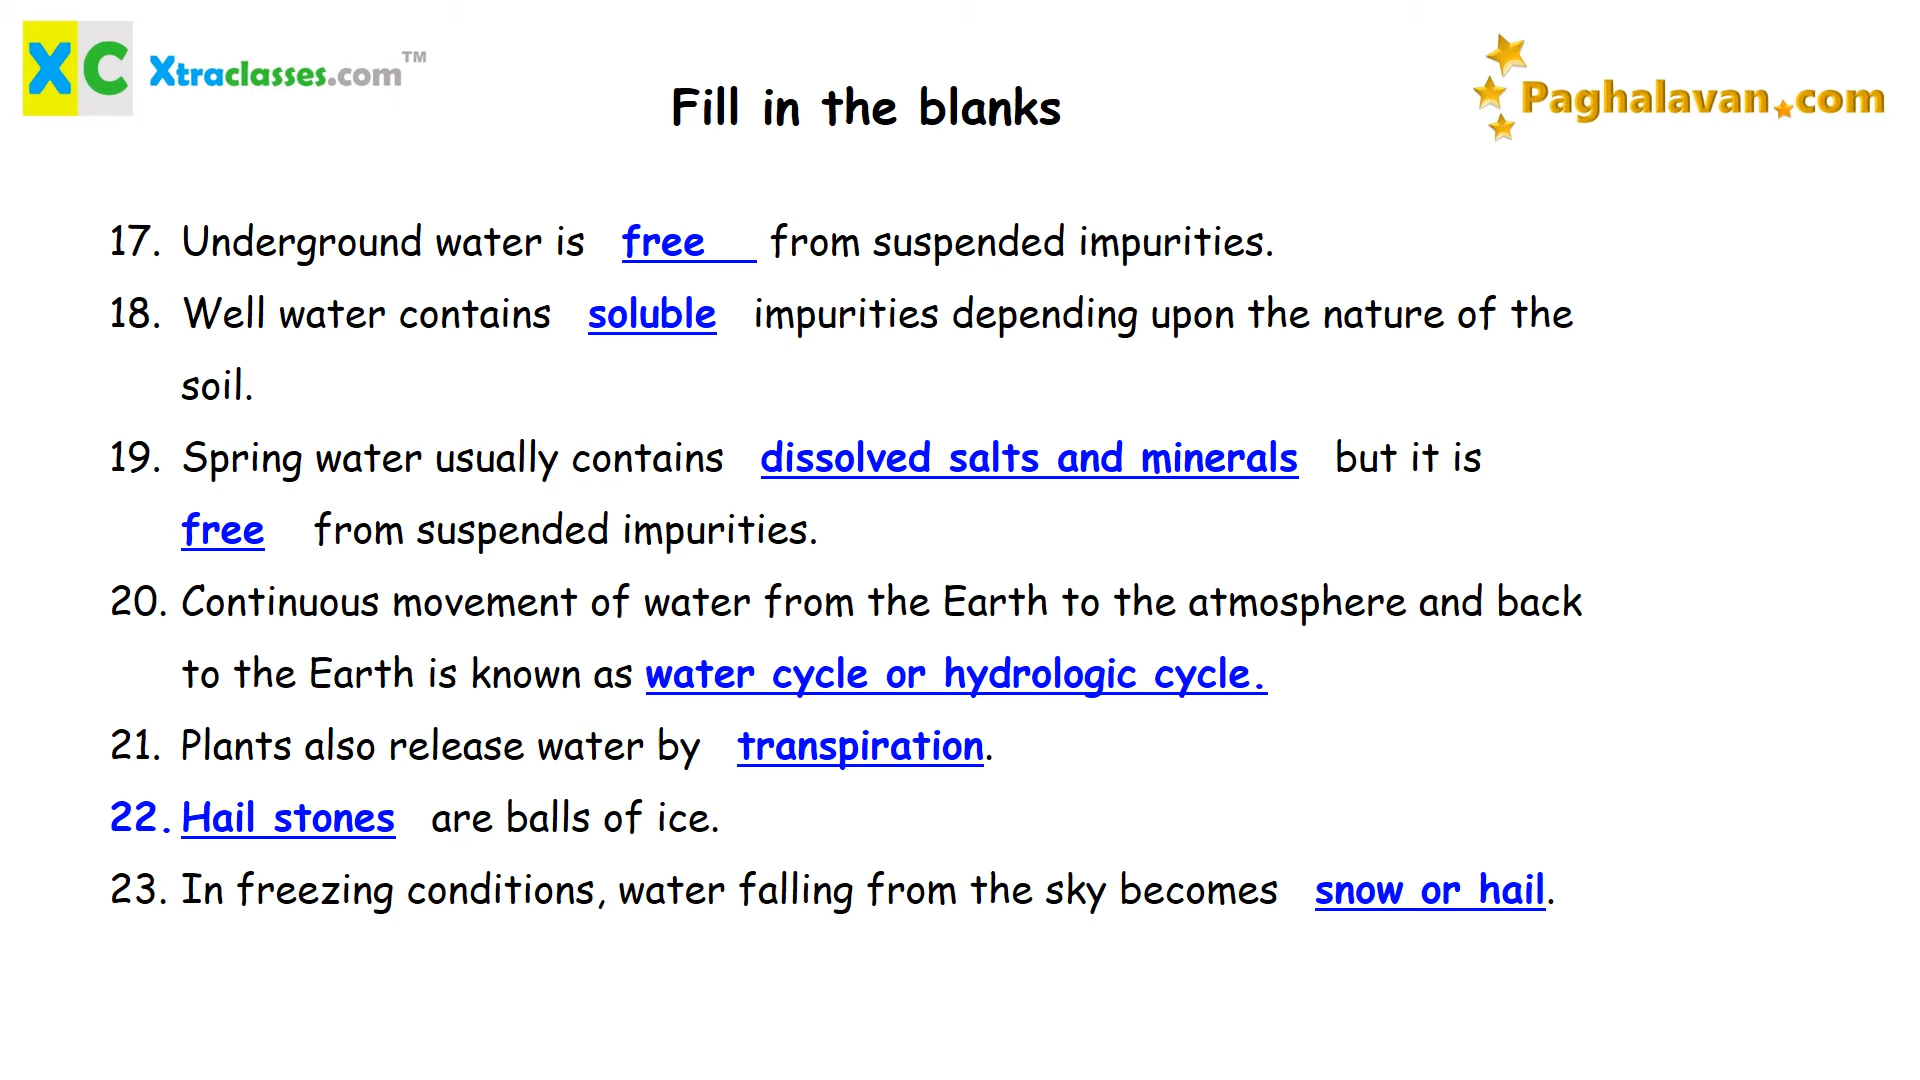 XC Xtraclasses.com™
Paghalavan.com
Fill in the blanks
17. Underground water is free from suspended impurities.
18. Well water contains soluble impurities depending upon the nature of the
soil.
19. Spring water usually contains dissolved salts and minerals but it is
free from suspended impurities.
20. Continuous movement of water from the Earth to the atmosphere and back
to the Earth is known as water cycle or hydrologic cycle.
21. Plants also release water by transpiration.
22. Hail stones are balls of ice.
23. In freezing conditions, water falling from the sky becomes snow or hail.